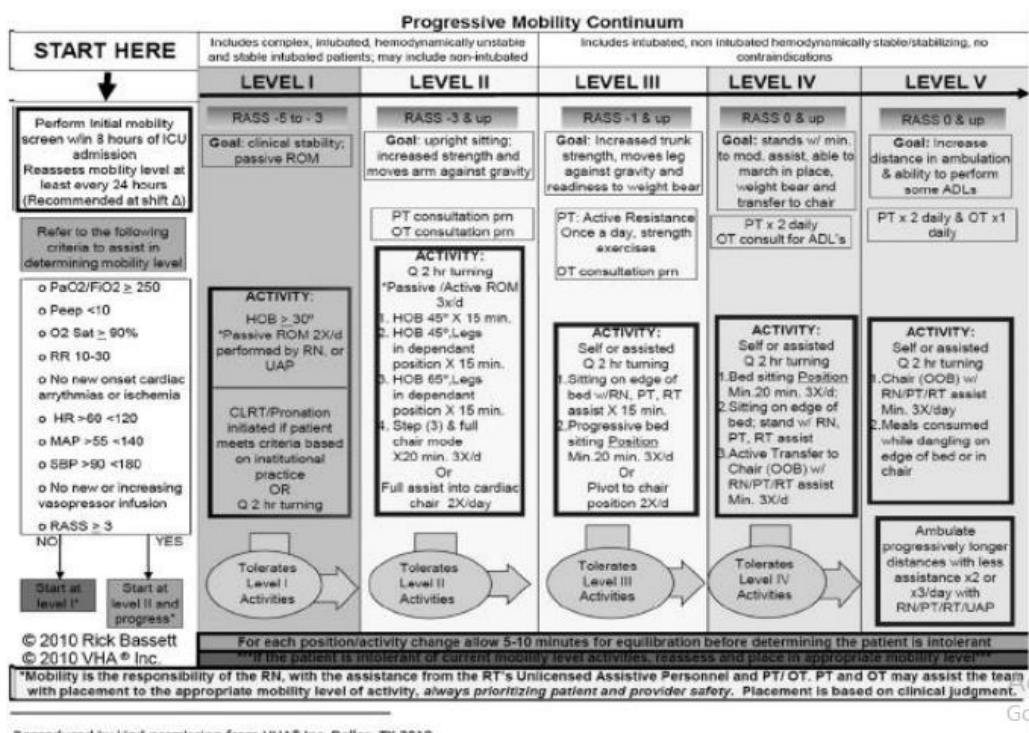 Progressive Mobility Continuum
START HERE
Includes complex, intubated, hemodynamically unstable
and stable intubated patients; may include non-intubated
Includes intubated, non intubated hemodynamically stable/stabilizing, no
contraindications
LEVEL I
LEVEL II
LEVEL III
LEVEL IV
LEVEL V
Perform Initial mobility
screen w/in 8 hours of ICU
admission
Reassess mobility level at
least every 24 hours
(Recommended at shift Δ)
Refer to the following
criteria to assist in
determining mobility level
o PaO2/FiO2 ≥ 250
o Peep <10
o O2 Sat ≥ 90%
o RR 10-30
o No new onset cardiac
arrythmias or ischemia
o HR >60 <120
o MAP >55 <140
o SBP >90 <180
o No new or increasing
vasopressor infusion
o RASS ≥ 3
NO
YES
Start at
level I*
Start at
level II and
progress*
RASS -5 to - 3
Goal: clinical stability;
passive ROM
ACTIVITY:
HOB ≥ 30º
*Passive ROM 2X/d
performed by RN, or
UAP
CLRT/Pronation
initiated if patient
meets criteria based
on institutional
practice
OR
Q 2 hr turning
Tolerates
Level I
Activities
RASS -3 & up
Goal: upright sitting;
increased strength and
moves arm against gravity
PT consultation prn
OT consultation prn
ACTIVITY:
Q 2 hr turning
*Passive /Active ROM
3x/d
1. HOB 45º X 15 min.
2. HOB 45º,Legs
in dependant
position X 15 min.
3. HOB 65º,Legs
in dependant
position X 15 min.
4. Step (3) & full
chair mode
X20 min. 3X/d
Or
Full assist into cardiac
chair 2X/day
Tolerates
Level II
Activities
RASS -1 & up
Goal: Increased trunk
strength, moves leg
against gravity and
readiness to weight bear
PT: Active Resistance
Once a day, strength
exercises
OT consultation prn
ACTIVITY:
Self or assisted
Q 2 hr turning
1.Sitting on edge of
bed w/RN, PT, RT
assist X 15 min.
2.Progressive bed
sitting Position
Min.20 min. 3X/d
Or
Pivot to chair
position 2X/d
Tolerates
Level III
Activities
RASS 0 & up
Goal: stands w/ min.
to mod. assist, able to
march in place,
weight bear and
transfer to chair
PT x 2 daily
OT consult for ADL's
ACTIVITY:
Self or assisted
Q 2 hr turning
1.Bed sitting Position
Min.20 min. 3X/d;
2.Sitting on edge of
bed; stand w/ RN,
PT, RT assist
3.Active Transfer to
Chair (OOB) w/
RN/PT/RT assist
Min. 3X/d
Tolerates
Level IV
Activities
RASS 0 & up
Goal: Increase
distance in ambulation
& ability to perform
some ADLs
PT x 2 daily & OT x1
daily
ACTIVITY:
Self or assisted
Q 2 hr turning
1.Chair (OOB) w/
RN/PT/RT assist
Min. 3X/day
2.Meals consumed
while dangling on
edge of bed or in
chair
Ambulate
progressively longer
distances with less
assistance x2 or
x3/day with
RN/PT/RT/UAP
© 2010 Rick Bassett
© 2010 VHA® Inc.
For each position/activity change allow 5-10 minutes for equilibration before determining the patient is intolerant
***If the patient is intolerant of current mobility level activities, reassess and place in appropriate mobility level***
*Mobility is the responsibility of the RN, with the assistance from the RT's Unlicensed Assistive Personnel and PT/ OT. PT and OT may assist the team
with placement to the appropriate mobility level of activity, always prioritizing patient and provider safety. Placement is based on clinical judgment.